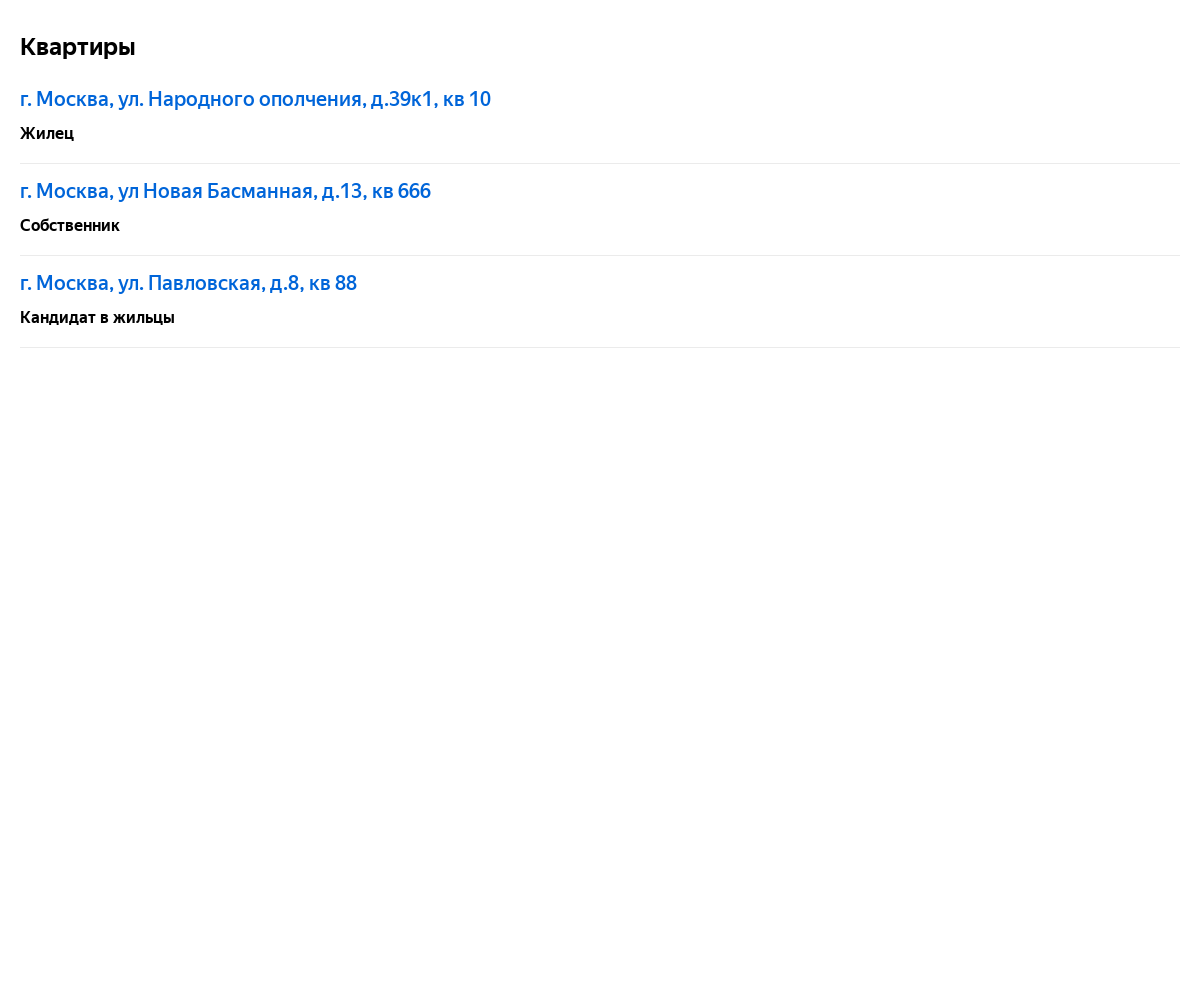 Квартиры
г. Москва, ул. Народного ополчения, д.39к1, кв 10
Жилец
г. Москва, ул Новая Басманная, д.13, кв 666
Собственник
г. Москва, ул. Павловская, д.8, кв 88
Кандидат в жильцы